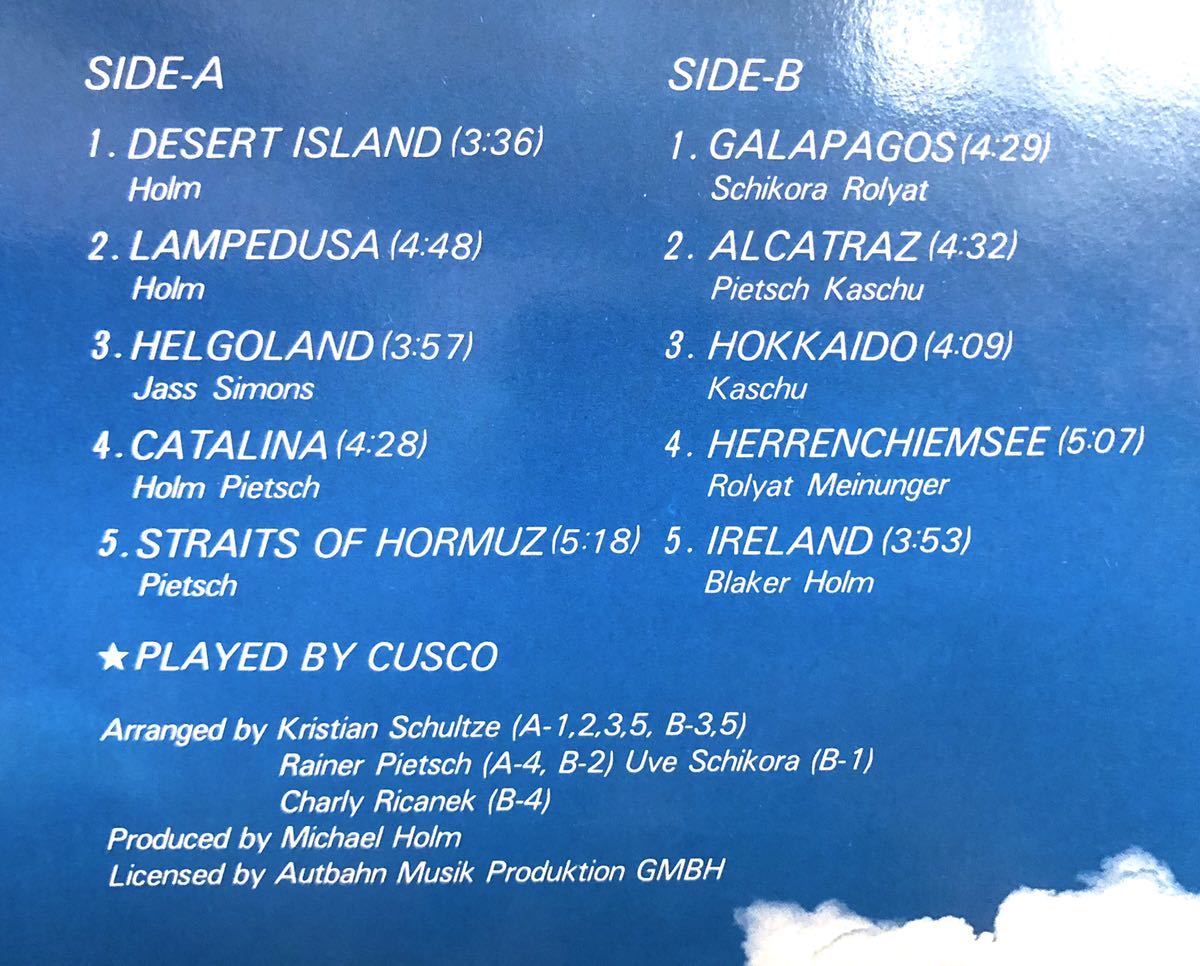 SIDE-A
1. DESERT ISLAND (3:36)
Holm
2. LAMPEDUSA (4:48)
Holm
3. HELGOLAND (3:57)
Jass Simons
4. CATALINA (4:28)
Holm Pietsch
5. STRAITS OF HORMUZ (5:18)
Pietsch
SIDE-B
1. GALAPAGOS (4:29)
Schikora Rolyat
2. ALCATRAZ (4:32)
Pietsch Kaschu
3. HOKKAIDO (4:09)
Kaschu
4. HERRENCHIEMSEE (5:07)
Rolyat Meinunger
5. IRELAND (3:53)
Blaker Holm
★PLAYED BY CUSCO
Arranged by Kristian Schultze (A-1,2,3,5, B-3,5)
Rainer Pietsch (A-4, B-2) Uve Schikora (B-1)
Charly Ricanek (B-4)
Produced by Michael Holm
Licensed by Autbahn Musik Produktion GMBH